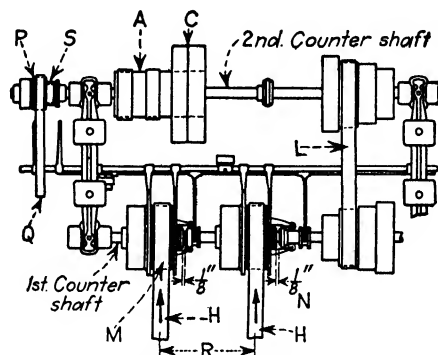 R S A C
2nd. Counter shaft
L
Q
1st. Counter
shaft
1/8" 1/8"
M H N H
R